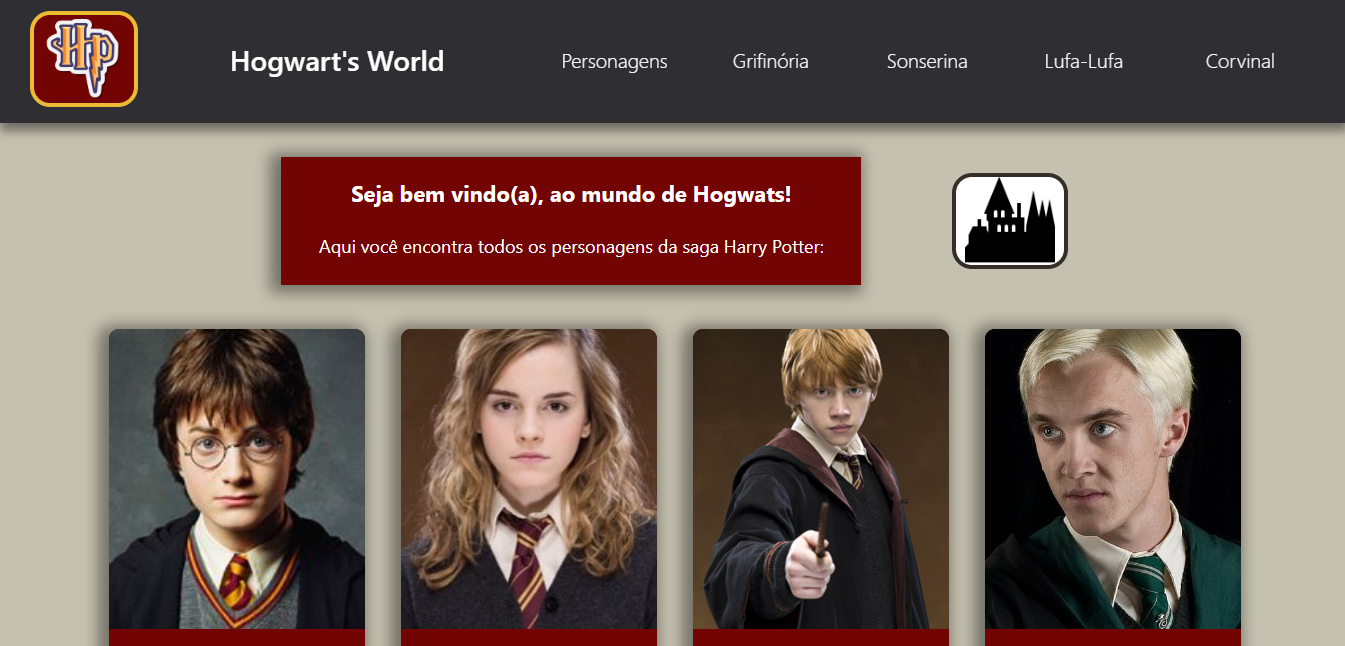 HP
Hogwart's World
Personagens
Grifinória
Sonserina
Lufa-Lufa
Corvinal
Seja bem vindo(a), ao mundo de Hogwats!
Aqui você encontra todos os personagens da saga Harry Potter: